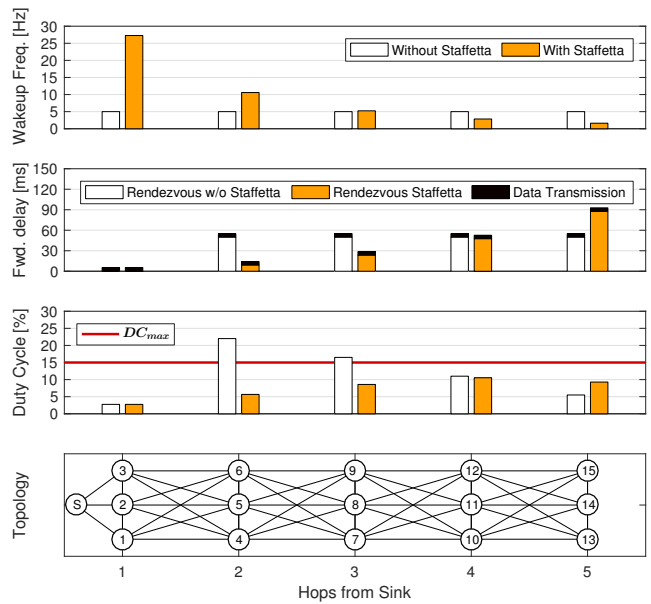 Wakeup Freq. [Hz]
30
25
20
15
10
5
0
Without Staffetta With Staffetta
Fwd. delay [ms]
150
120
90
60
30
0
Rendezvous w/o Staffetta Rendezvous Staffetta Data Transmission
Duty Cycle [%]
30
25
20
15
10
5
0
DCmax
Topology
3 6 9 12 15
S 2 5 8 11 14
1 4 7 10 13
1 2 3 4 5
Hops from Sink